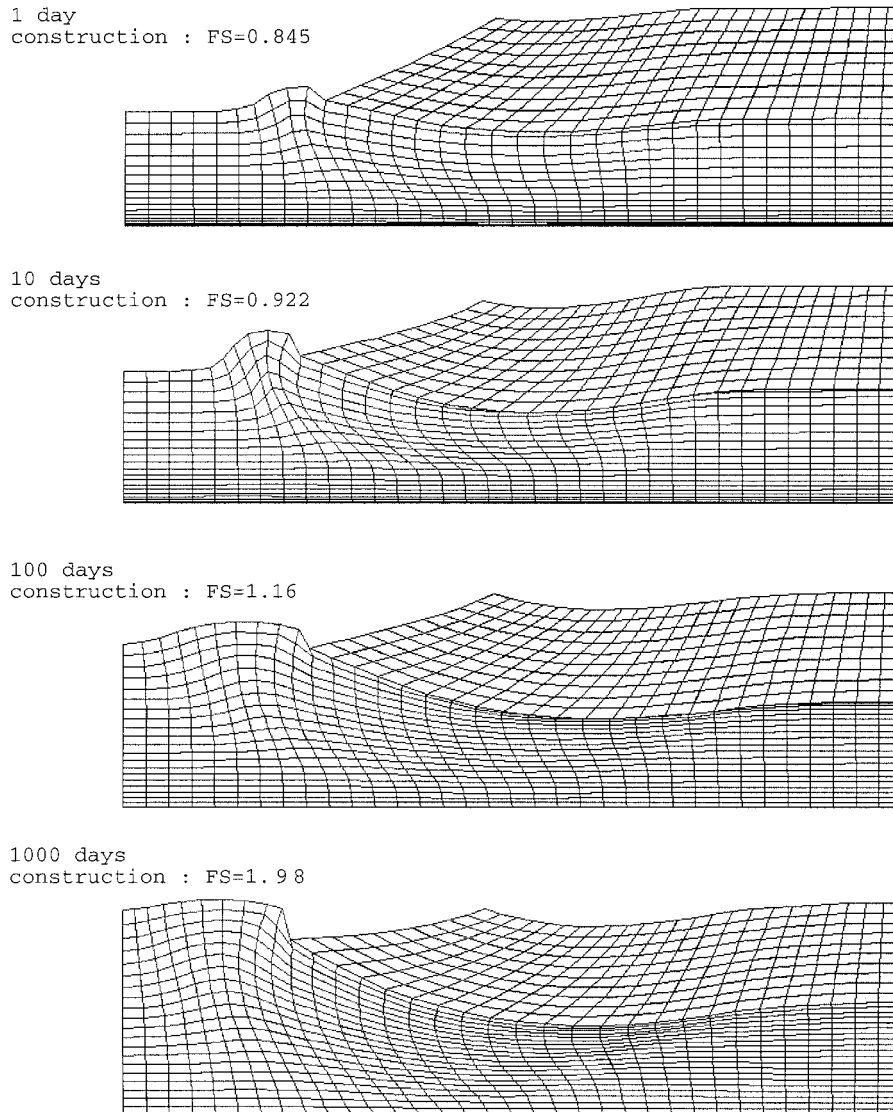 1 day
construction : FS=0.845
10 days
construction : FS=0.922
100 days
construction : FS=1.16
1000 days
construction : FS=1.98